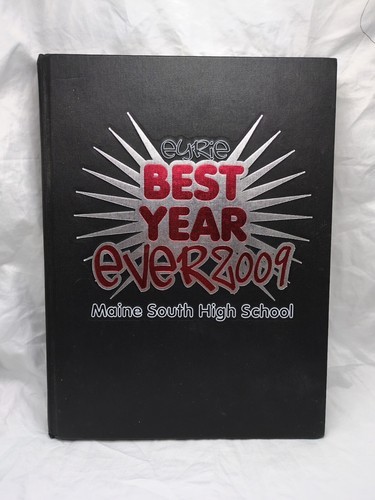 eyrie
BEST
YEAR
ever2009
Maine South High School